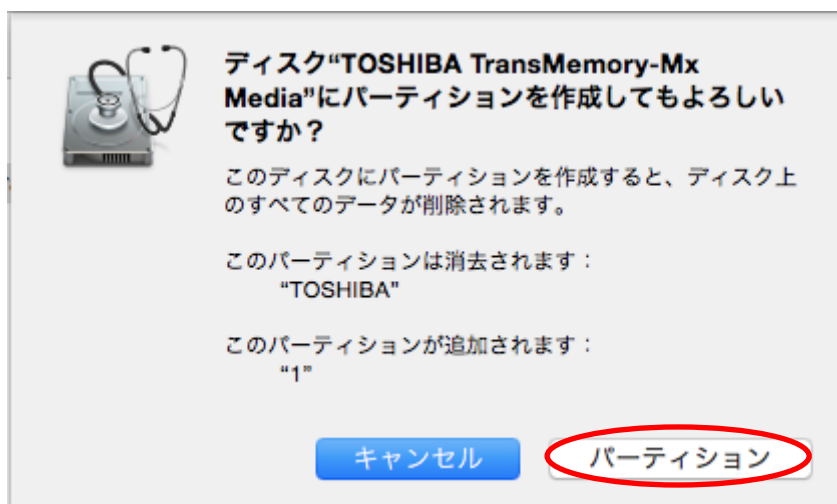 ディスク“TOSHIBA TransMemory-Mx
Media”にパーティションを作成してもよろしい
ですか？
このディスクにパーティションを作成すると、ディスク上
のすべてのデータが削除されます。
このパーティションは消去されます：
“TOSHIBA”
このパーティションが追加されます：
“1”
キャンセル
パーティション